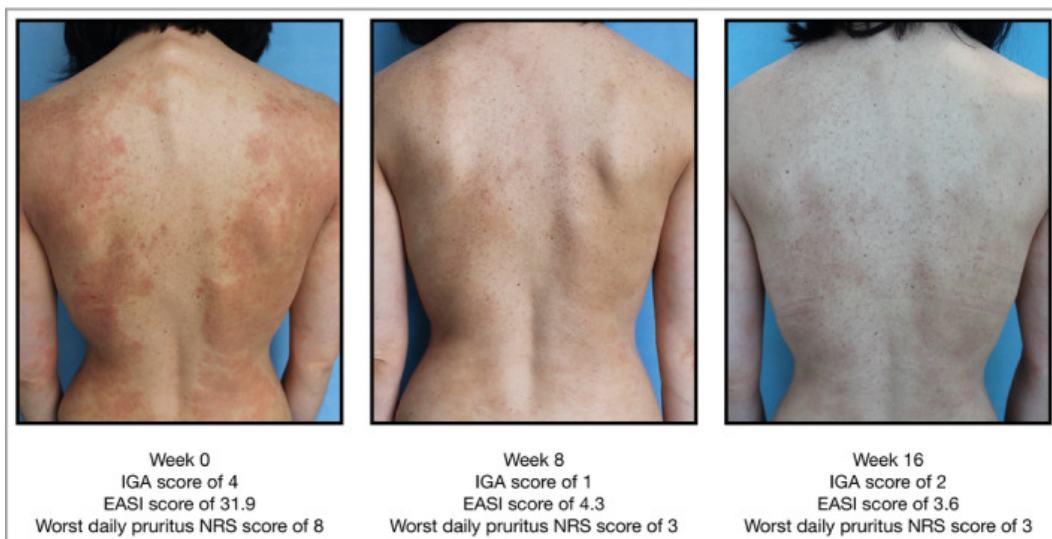 Week 0
IGA score of 4
EASI score of 31.9
Worst daily pruritus NRS score of 8
Week 8
IGA score of 1
EASI score of 4.3
Worst daily pruritus NRS score of 3
Week 16
IGA score of 2
EASI score of 3.6
Worst daily pruritus NRS score of 3